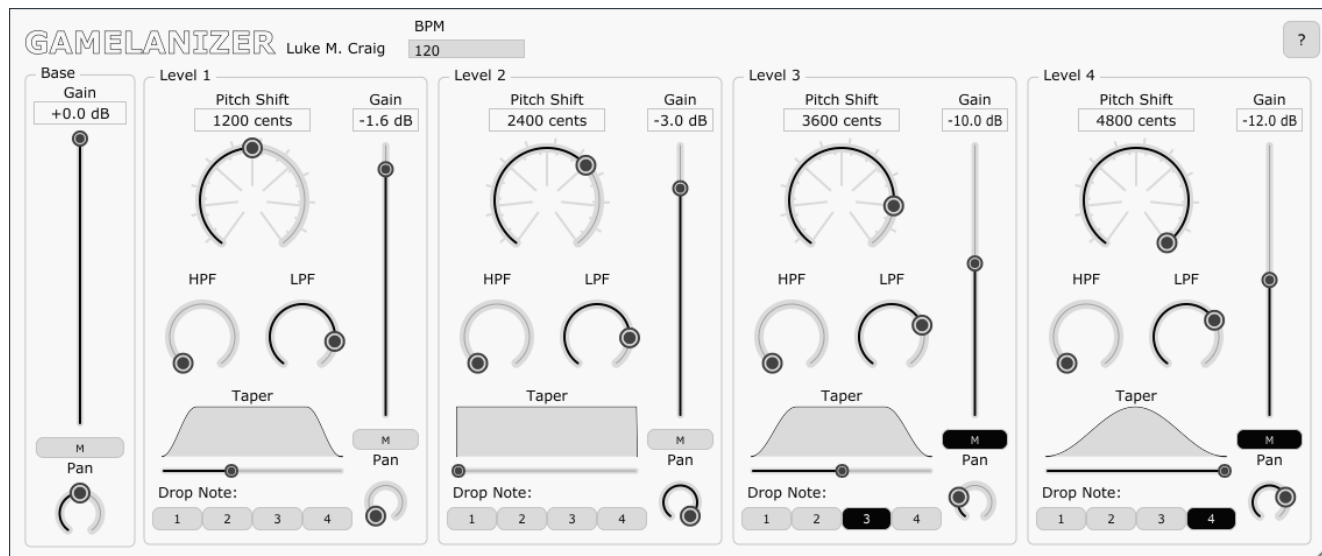 GAMELANIZER
Luke M. Craig
BPM
120
?
Base
Gain
+0.0 dB
M
Pan
Level 1
Pitch Shift
1200 cents
Gain
-1.6 dB
HPF
LPF
Taper
M
Pan
Drop Note:
1 2 3 4
Level 2
Pitch Shift
2400 cents
Gain
-3.0 dB
HPF
LPF
Taper
M
Pan
Drop Note:
1 2 3 4
Level 3
Pitch Shift
3600 cents
Gain
-10.0 dB
HPF
LPF
Taper
M
Pan
Drop Note:
1 2 3 4
Level 4
Pitch Shift
4800 cents
Gain
-12.0 dB
HPF
LPF
Taper
M
Pan
Drop Note:
1 2 3 4